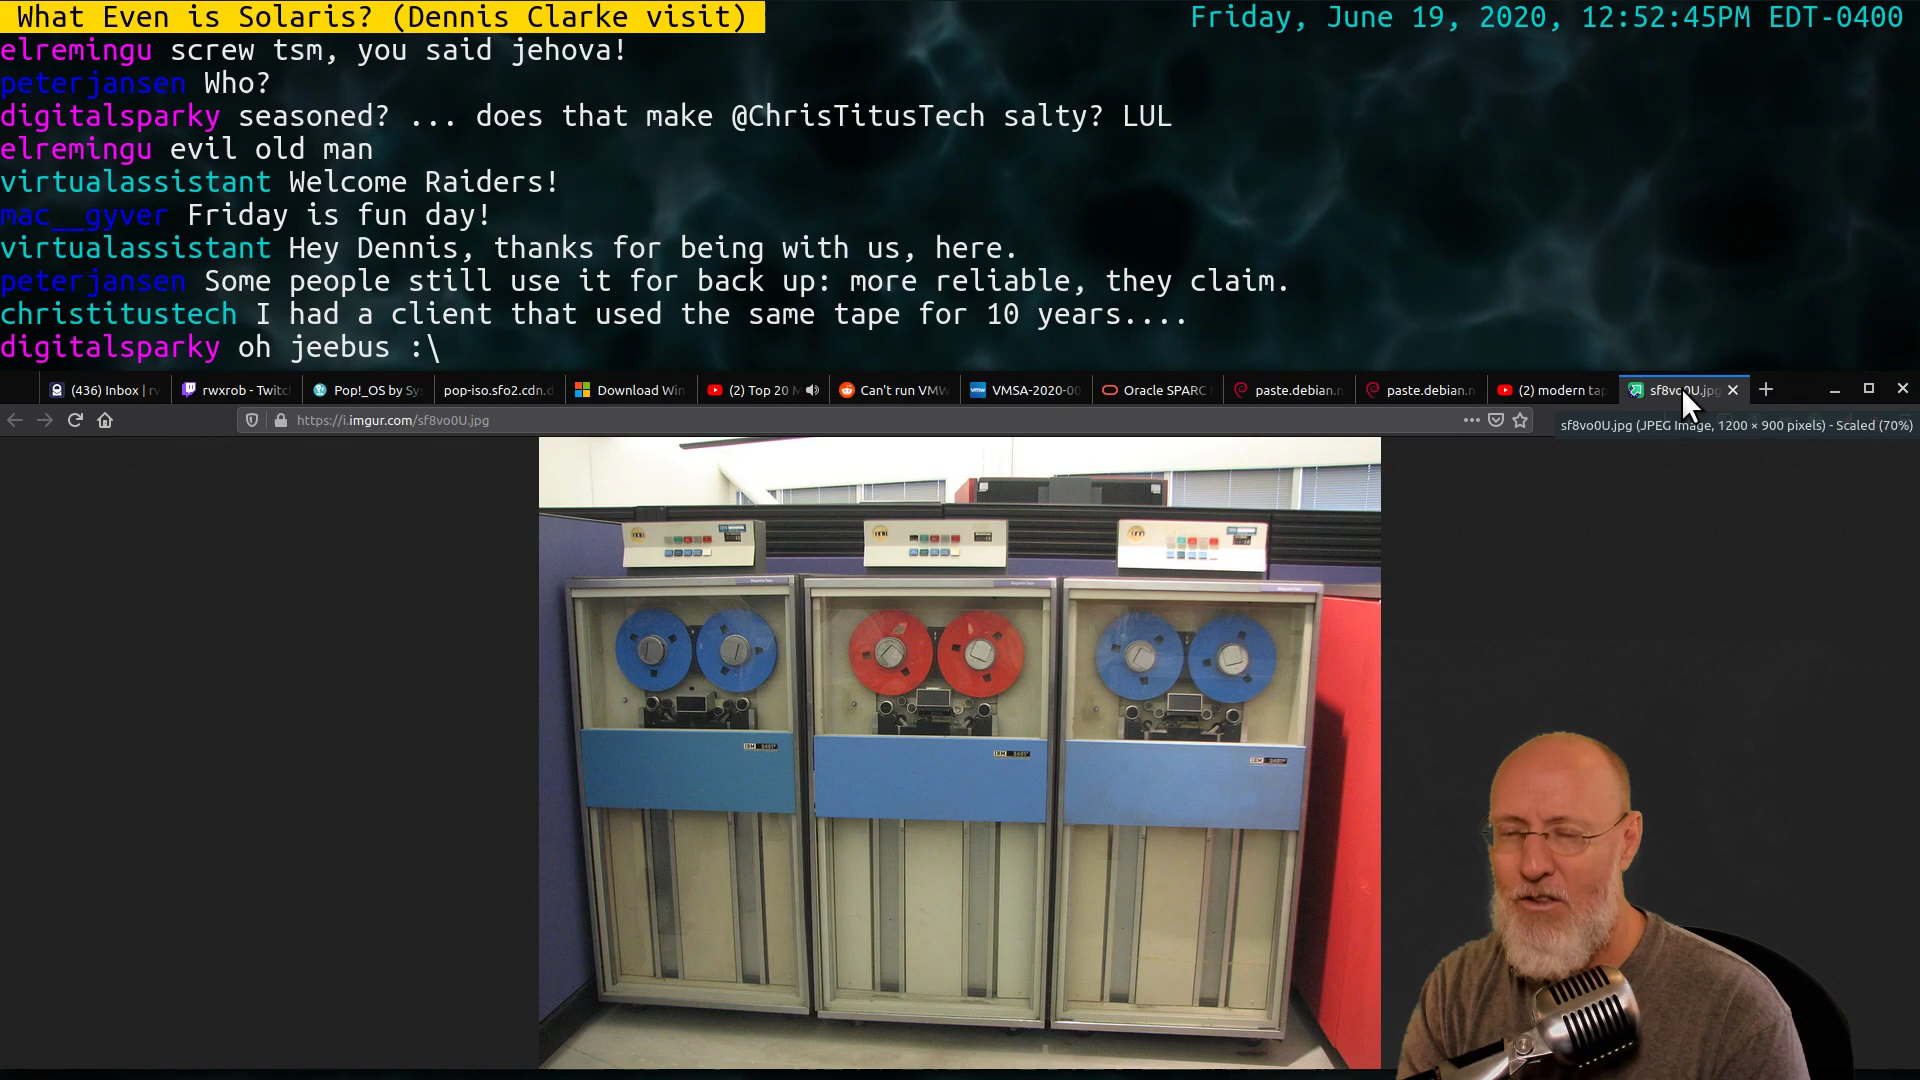 What Even is Solaris? (Dennis Clarke visit)
Friday, June 19, 2020, 12:52:45PM EDT-0400
elremingu screw tsm, you said jehova!
peterjansen Who?
digitalsparky seasoned? ... does that make @ChrisTitusTech salty? LUL
elremingu evil old man
virtualassistant Welcome Raiders!
mac__gyver Friday is fun day!
virtualassistant Hey Dennis, thanks for being with us, here.
peterjansen Some people still use it for back up: more reliable, they claim.
christitustech I had a client that used the same tape for 10 years....
digitalsparky oh jeebus :\
(436) Inbox | rw
rwxrob - Twitc
Pop!_OS by Sy
pop-iso.sfo2.cdn.d
Download Win
(2) Top 20 M
Can't run VMW
VMSA-2020-00
Oracle SPARC
paste.debian.n
paste.debian.n
(2) modern tap
sf8vo0U.jpg
https://i.imgur.com/sf8vo0U.jpg
sf8vo0U.jpg (JPEG Image, 1200 × 900 pixels) - Scaled (70%)
IBM
IBM
IBM